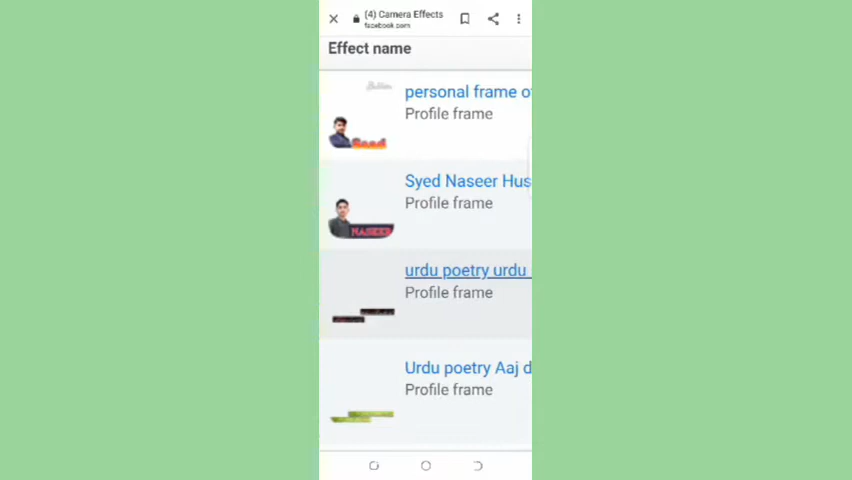 (4) Camera Effects
facebook.com
Effect name
personal frame o
Profile frame
Saad
Syed Naseer Hus
Profile frame
NASEER
urdu poetry urdu
Profile frame
Urdu poetry Aaj d
Profile frame